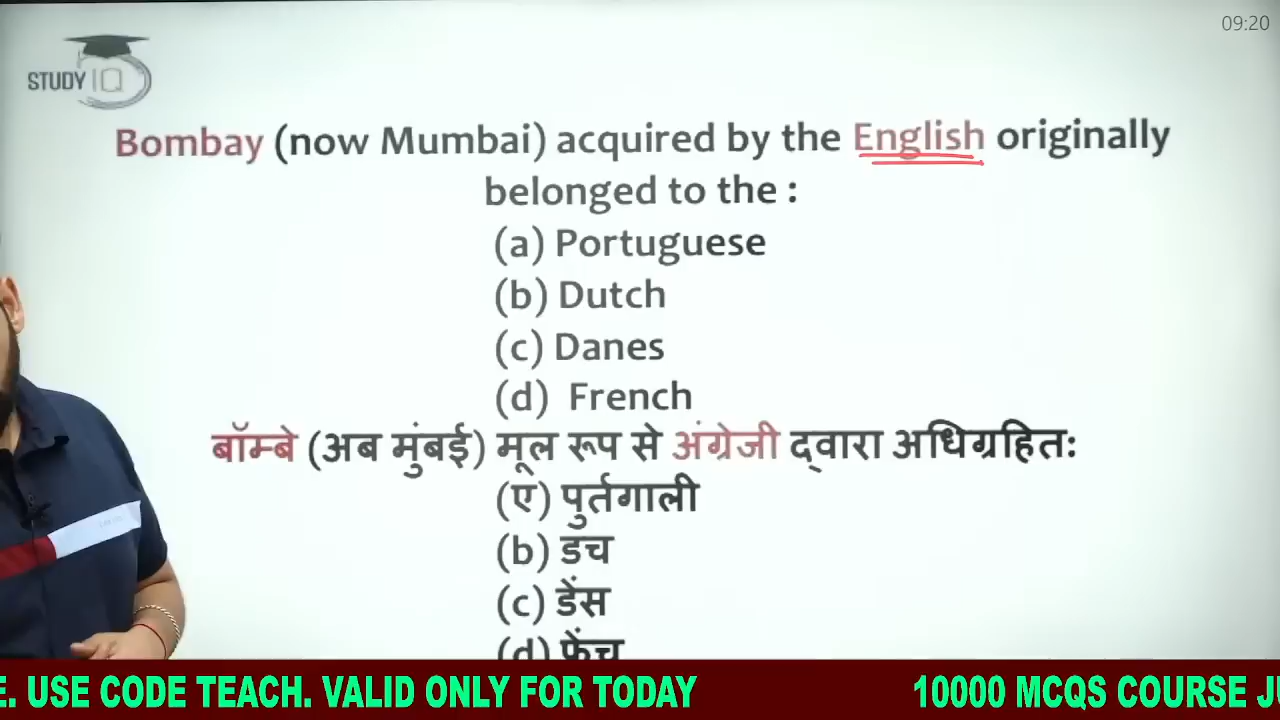 09:20
STUDY IQ
Bombay (now Mumbai) acquired by the English originally
belonged to the :
(a) Portuguese
(b) Dutch
(c) Danes
(d) French
बॉम्बे (अब मुंबई) मूल रूप से अंग्रेजी द्वारा अधिग्रहितः
(ए) पुर्तगाली
(b) डच
(c) डेंस
(d) फ्रेंच
E. USE CODE TEACH. VALID ONLY FOR TODAY
10000 MCQS COURSE